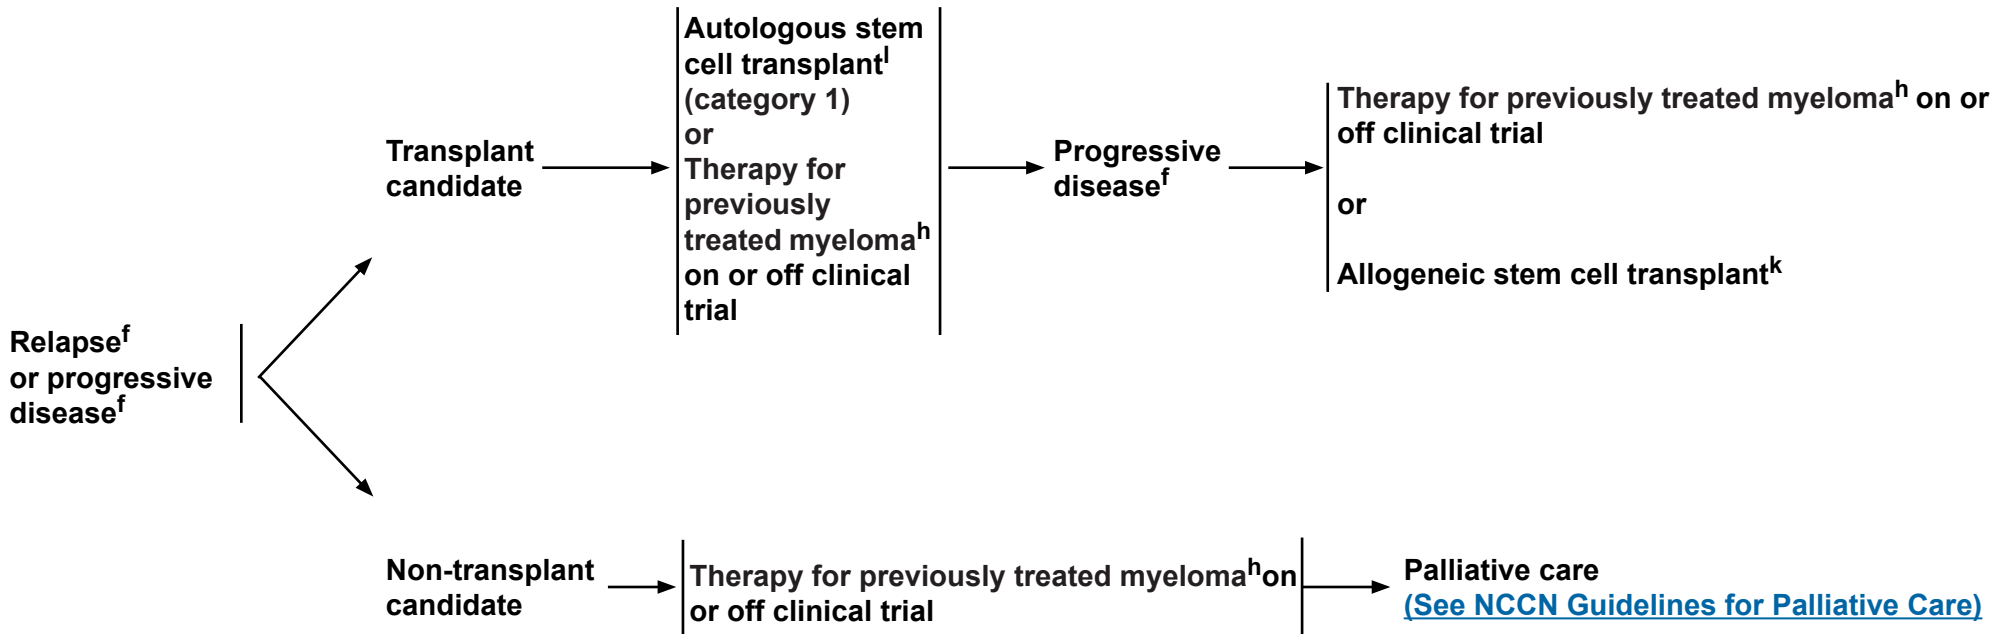 Relapseᶠ
or progressive
diseaseᶠ
Transplant
candidate
Autologous stem
cell transplantˡ
(category 1)
or
Therapy for
previously
treated myelomaʰ
on or off clinical
trial
Progressive
diseaseᶠ
Therapy for previously treated myelomaʰ on or
off clinical trial
or
Allogeneic stem cell transplantᵏ
Non-transplant
candidate
Therapy for previously treated myelomaʰon
or off clinical trial
Palliative care
(See NCCN Guidelines for Palliative Care)